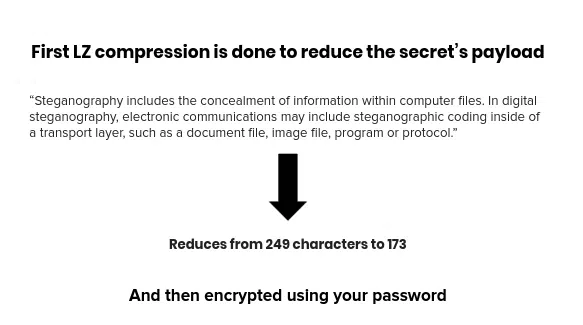 First LZ compression is done to reduce the secret’s payload
“Steganography includes the concealment of information within computer files. In digital
steganography, electronic communications may include steganographic coding inside of
a transport layer, such as a document file, image file, program or protocol.”
Reduces from 249 characters to 173
And then encrypted using your password